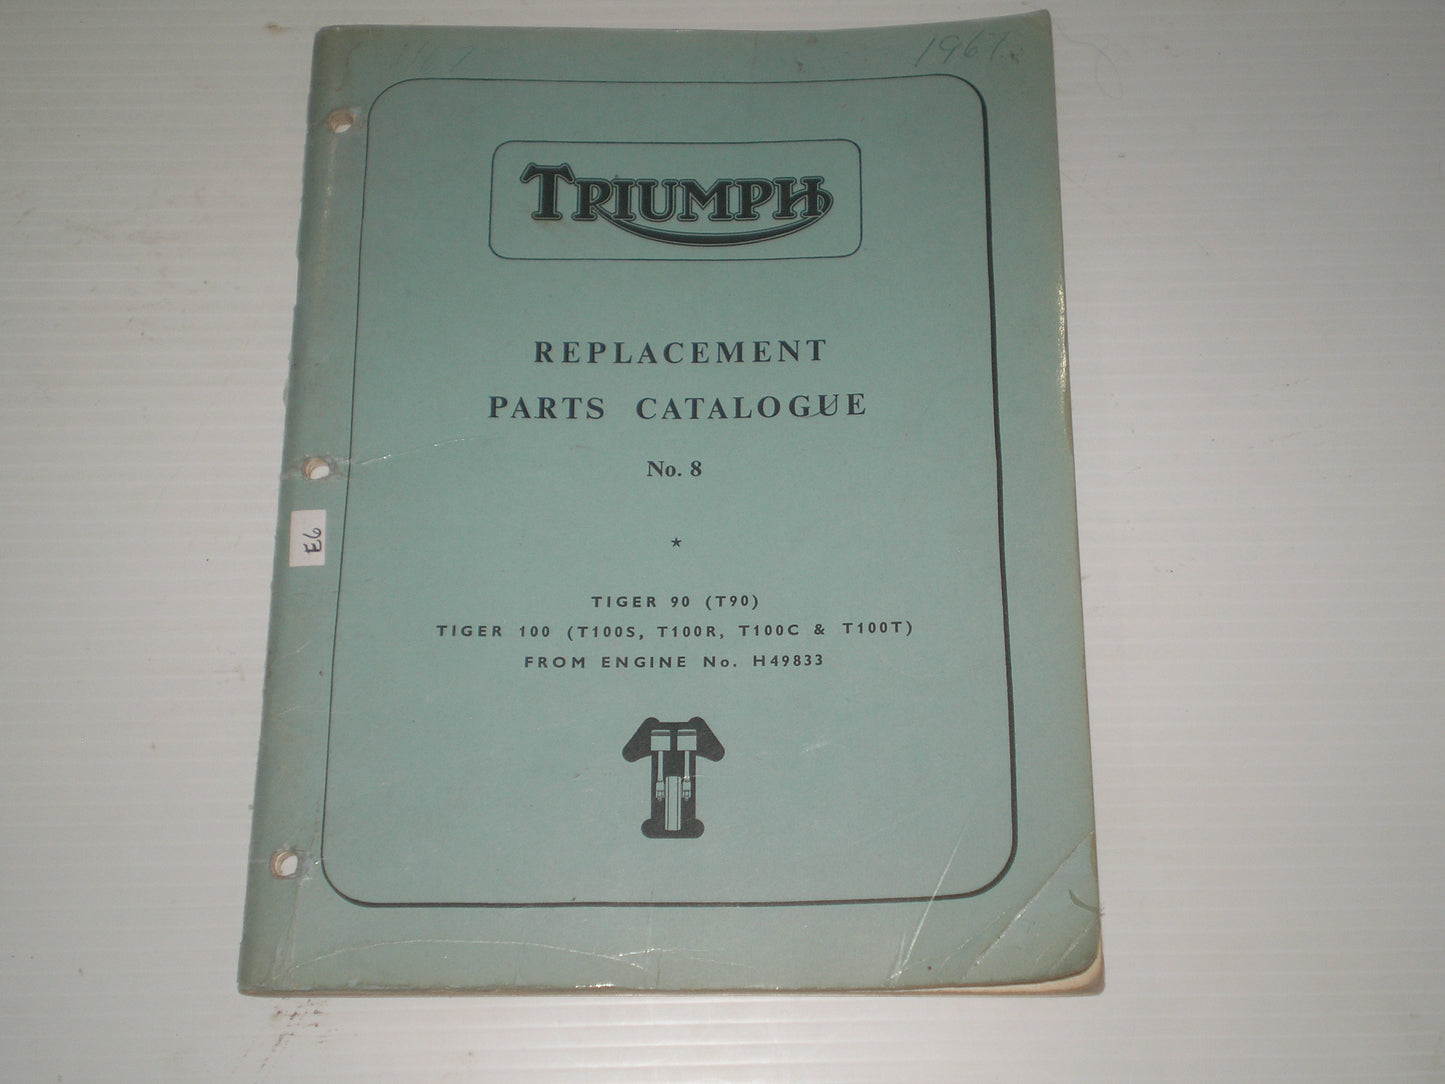 1967
TRIUMPH
REPLACEMENT
PARTS CATALOGUE
No. 8
*
E6
TIGER 90 (T90)
TIGER 100 (T100S, T100R, T100C & T100T)
FROM ENGINE No. H49833